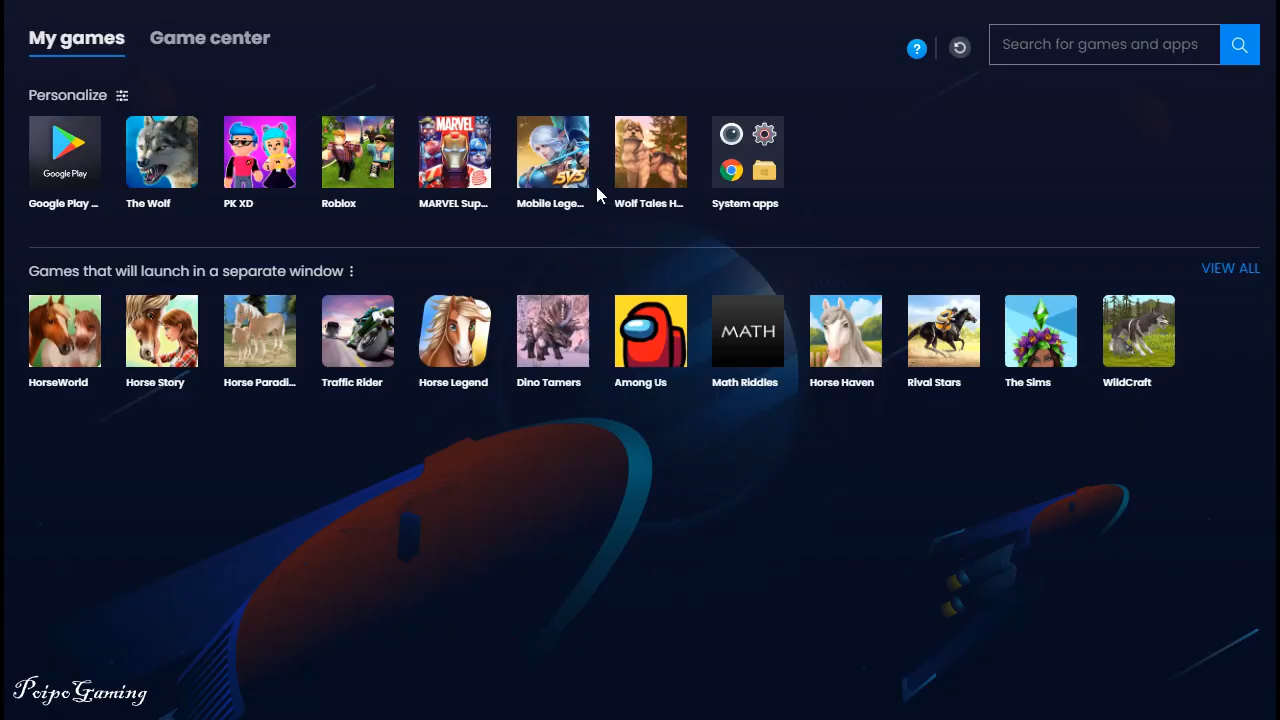 My games Game center
? Search for games and apps
Personalize
Google Play
MARVEL
5V5
Google Play ... The Wolf PK XD Roblox MARVEL Sup... Mobile Lege... Wolf Tales H... System apps
Games that will launch in a separate window VIEW ALL
MATH
HorseWorld Horse Story Horse Paradi... Traffic Rider Horse Legend Dino Tamers Among Us Math Riddles Horse Haven Rival Stars The Sims WildCraft
PoipoGaming